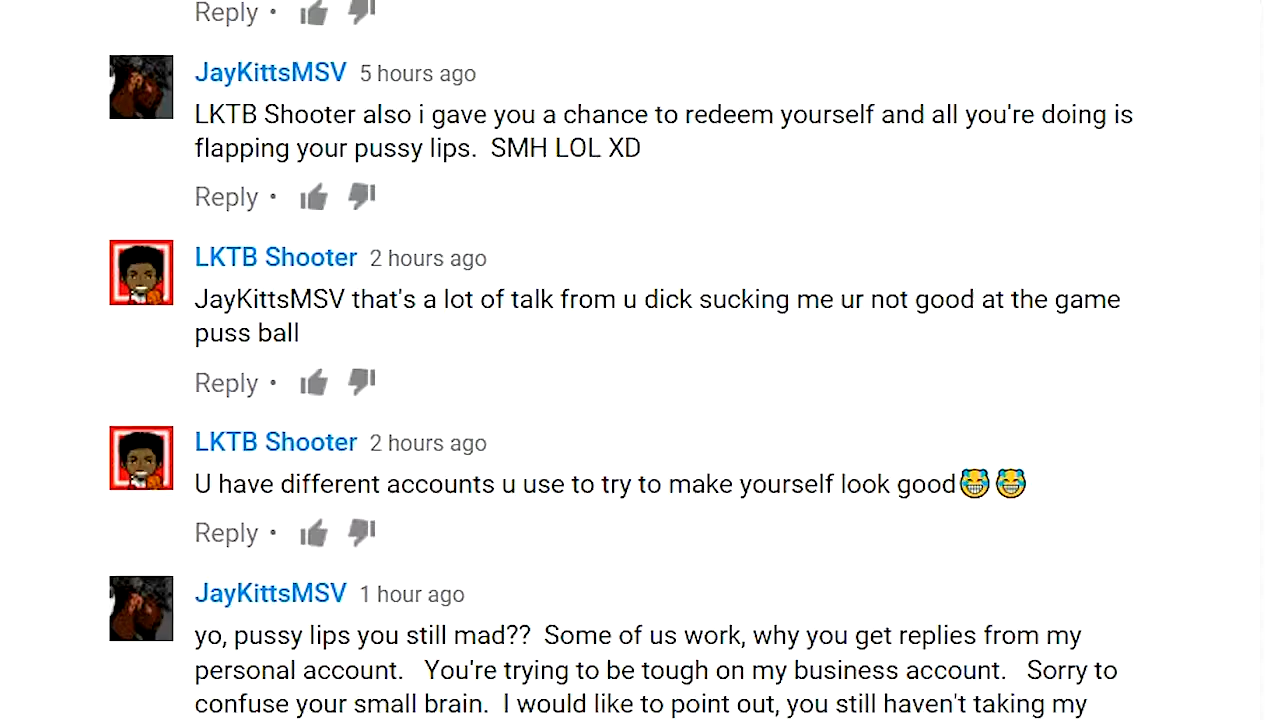 Reply •
JayKittsMSV 5 hours ago
LKTB Shooter also i gave you a chance to redeem yourself and all you're doing is
flapping your pussy lips.  SMH LOL XD
Reply •
LKTB Shooter 2 hours ago
JayKittsMSV that's a lot of talk from u dick sucking me ur not good at the game
puss ball
Reply •
LKTB Shooter 2 hours ago
U have different accounts u use to try to make yourself look good😹😹
Reply •
JayKittsMSV 1 hour ago
yo, pussy lips you still mad??  Some of us work, why you get replies from my
personal account.   You're trying to be tough on my business account.   Sorry to
confuse your small brain.  I would like to point out, you still haven't taking my